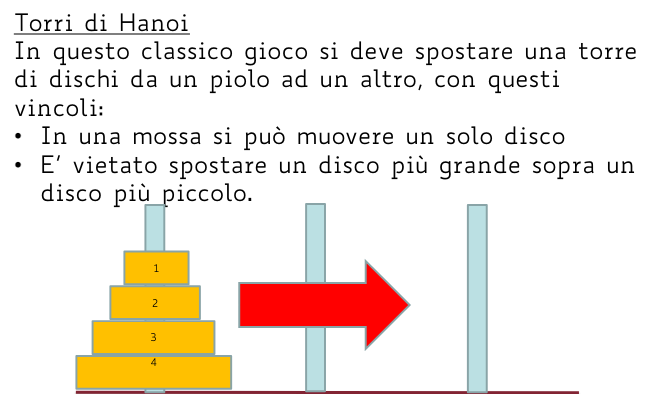 Torri di Hanoi
In questo classico gioco si deve spostare una torre
di dischi da un piolo ad un altro, con questi
vincoli:
• In una mossa si può muovere un solo disco
• E’ vietato spostare un disco più grande sopra un
disco più piccolo.
1
2
3
4